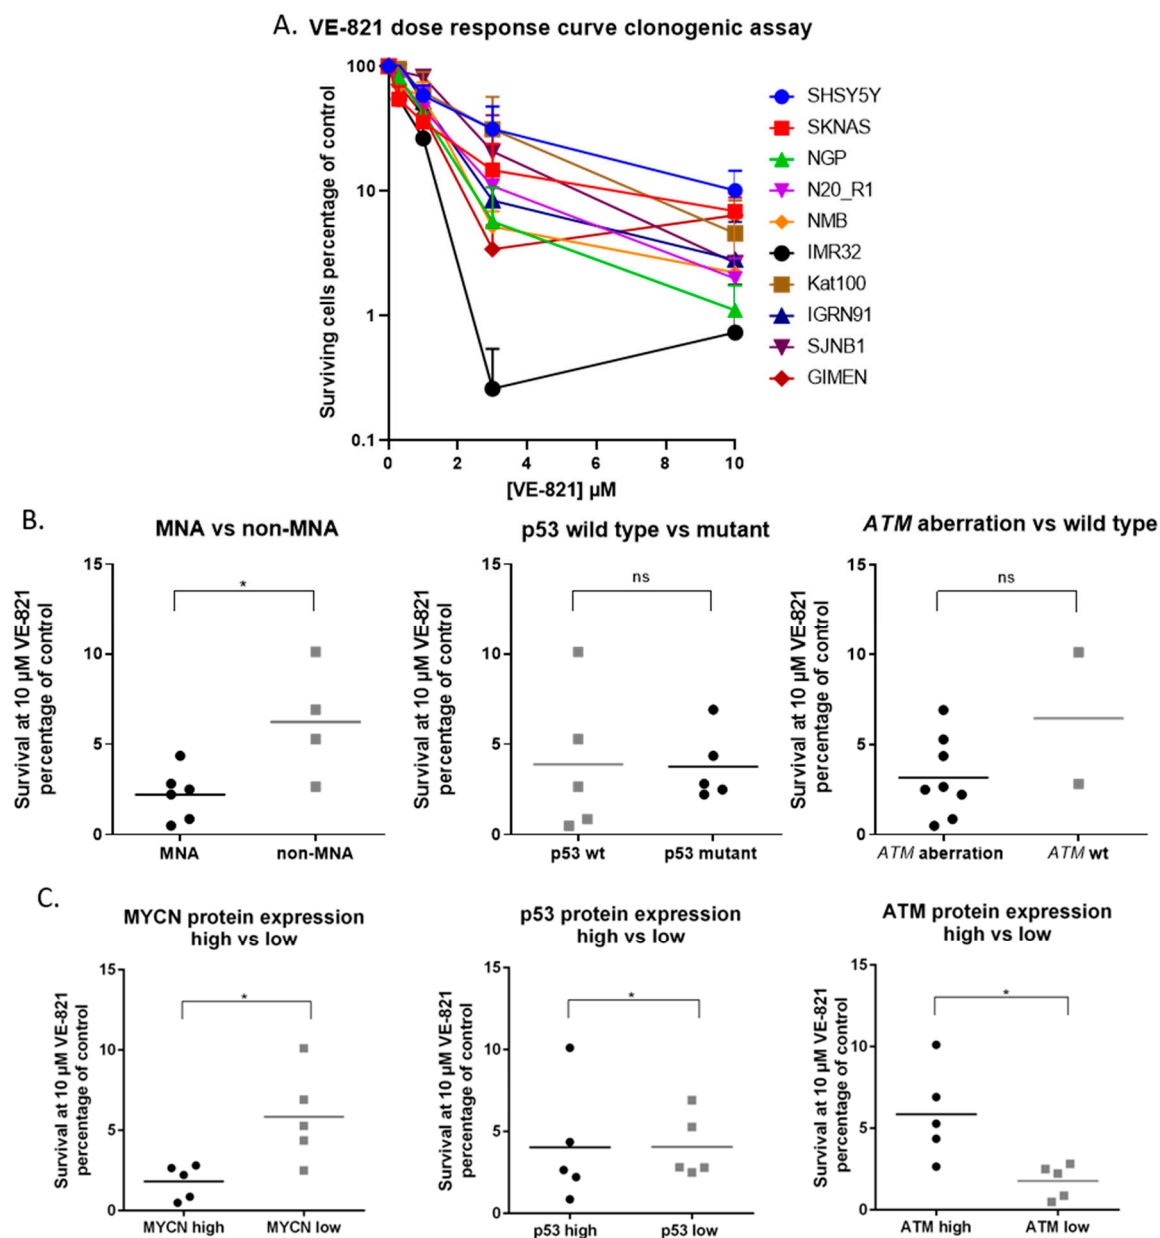 A. VE-821 dose response curve clonogenic assay
Surviving cells percentage of control
100
10
1
0.1
0 2 4 6 8 10
[VE-821] µM
SHSY5Y
SKNAS
NGP
N20_R1
NMB
IMR32
Kat100
IGRN91
SJNB1
GIMEN
B.
MNA vs non-MNA
Survival at 10 µM VE-821
percentage of control
15
10
5
0
*
MNA non-MNA
p53 wild type vs mutant
Survival at 10 µM VE-821
percentage of control
15
10
5
0
ns
p53 wt p53 mutant
ATM aberration vs wild type
Survival at 10 µM VE-821
percentage of control
15
10
5
0
ns
ATM aberration ATM wt
C.
MYCN protein expression
high vs low
Survival at 10 µM VE-821
percentage of control
15
10
5
0
*
MYCN high MYCN low
p53 protein expression
high vs low
Survival at 10 µM VE-821
percentage of control
15
10
5
0
*
p53 high p53 low
ATM protein expression
high vs low
Survival at 10 µM VE-821
percentage of control
15
10
5
0
*
ATM high ATM low